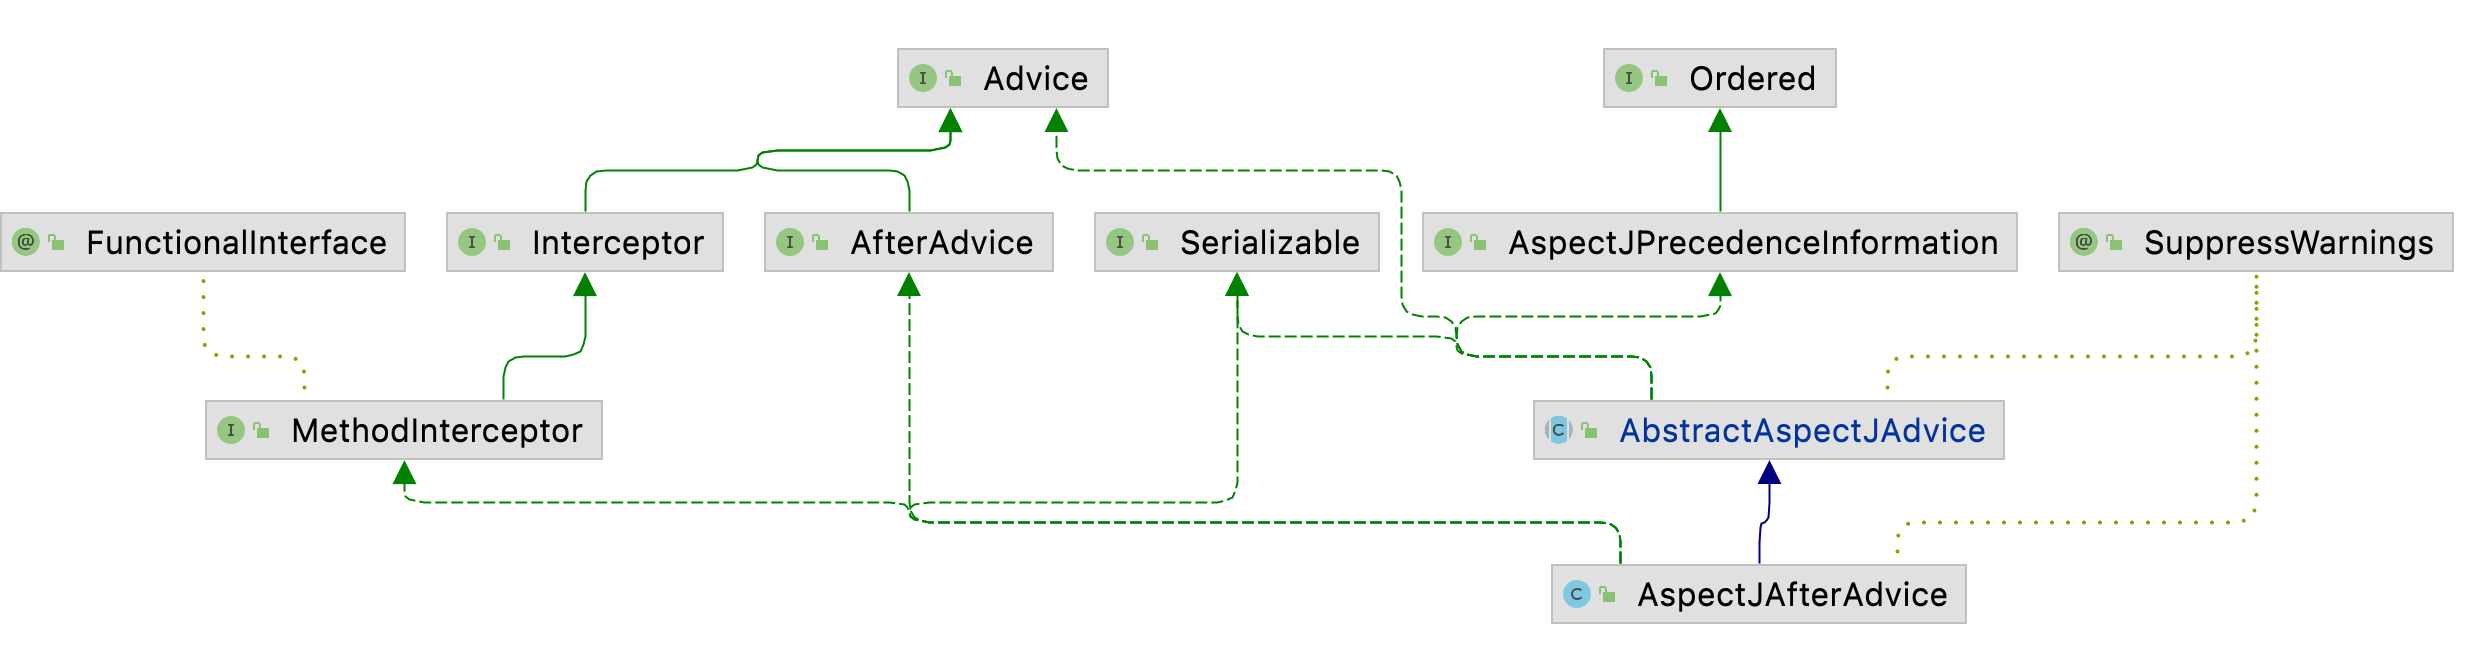 I Advice
I Ordered
@ FunctionalInterface
I Interceptor
I AfterAdvice
I Serializable
I AspectJPrecedenceInformation
@ SuppressWarnings
I MethodInterceptor
C AbstractAspectJAdvice
C AspectJAfterAdvice